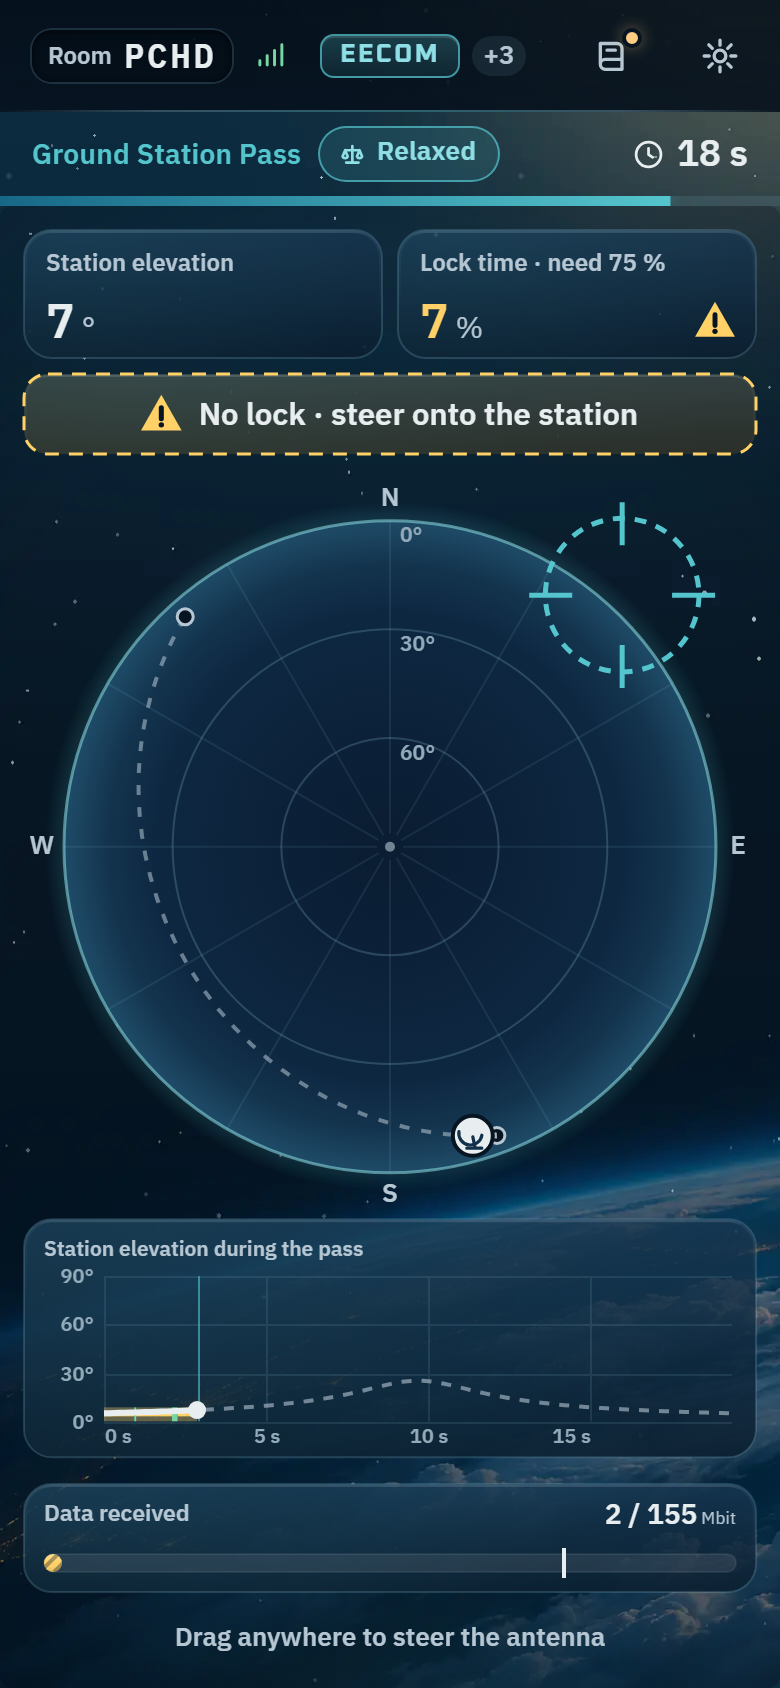 Room PCHD EECOM +3
Ground Station Pass Relaxed 18 s
Station elevation
7 °
Lock time · need 75 %
7 %
No lock · steer onto the station
N
0°
30°
60°
W
E
S
Station elevation during the pass
90°
60°
30°
0°
0 s 5 s 10 s 15 s
Data received 2 / 155 Mbit
Drag anywhere to steer the antenna